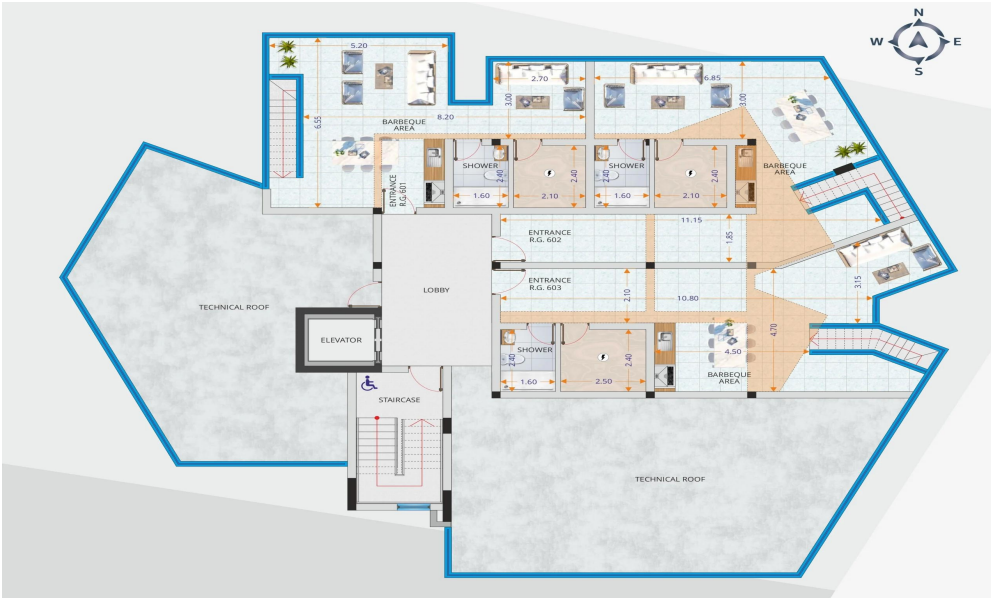 N
W
E
S
5.20
2.70
6.85
3.00
3.00
6.55
8.20
BARBEQUE
AREA
SHOWER
2.40
1.60
2.40
2.10
SHOWER
2.40
1.60
2.40
2.10
BARBEQUE
AREA
ENTRANCE
R.G. 601
11.15
ENTRANCE
R.G. 602
1.85
LOBBY
ENTRANCE
R.G. 603
2.10
10.80
3.15
TECHNICAL ROOF
ELEVATOR
4.70
SHOWER
2.40
1.60
2.40
2.50
4.50
BARBEQUE
AREA
STAIRCASE
TECHNICAL ROOF